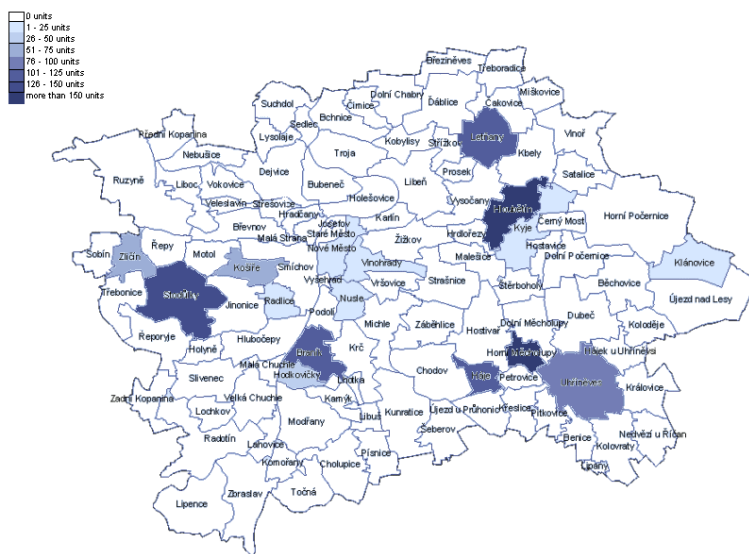 0 units
1 - 25 units
26 - 50 units
51 - 75 units
76 - 100 units
101 - 125 units
126 - 150 units
more than 150 units
Březiněves
Třeboradice
Miškovice
Čakovice
Ďáblice
Dolní Chabry
Čimice
Bohnice
Suchdol
Sedlec
Lysolaje
Přední Kopanina
Nebušice
Ruzyně
Liboc
Vokovice
Veleslavín
Dejvice
Střešovice
Bubeneč
Troja
Kobylisy
Střížkov
Letňany
Kbely
Vinoř
Satalice
Prosek
Libeň
Vysočany
Holešovice
Karlín
Hradčany
Břevnov
Malá Strana
Josefov
Staré Město
Nové Město
Žižkov
Hrdlořezy
Malešice
Hloubětín
Kyje
Hostavice
Černý Most
Horní Počernice
Dolní Počernice
Klánovice
Běchovice
Újezd nad Lesy
Koloděje
Sobín
Zličín
Řepy
Motol
Košíře
Smíchov
Vyšehrad
Vinohrady
Vršovice
Strašnice
Štěrboholy
Třebonice
Stodůlky
Jinonice
Radlice
Podolí
Nusle
Michle
Záběhlice
Hostivař
Dolní Měcholupy
Dubeč
Řeporyje
Holyně
Hlubočepy
Malá Chuchle
Braník
Krč
Hodkovičky
Lhotka
Chodov
Háje
Horní Měcholupy
Petrovice
Uhříněves
Hájek u Uhříněvsi
Královice
Slivenec
Velká Chuchle
Zadní Kopanina
Lochkov
Radotín
Lahovice
Komořany
Modřany
Kamýk
Libuš
Kunratice
Šeberov
Újezd u Průhonic
Křeslice
Pitkovice
Benice
Kolovraty
Nedvězí u Říčan
Lipany
Písnice
Cholupice
Točná
Zbraslav
Lipence